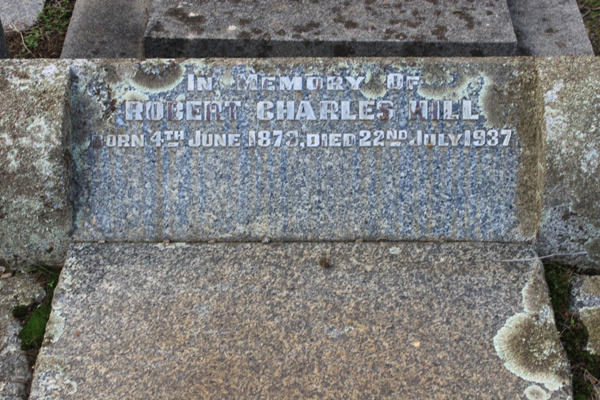 In Memory Of
ROBERT CHARLES HILL
BORN 4TH JUNE 1873, DIED 22ND JULY 1937